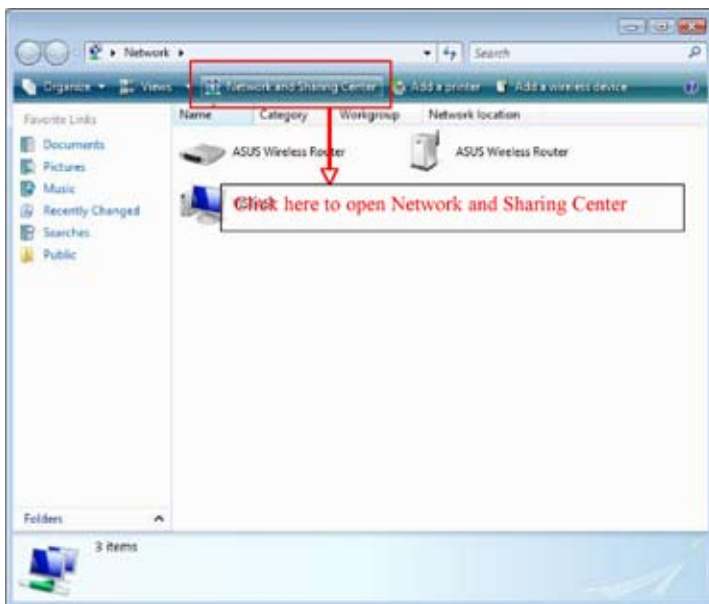 Network
Search
Organize Views Network and Sharing Center Add a printer Add a wireless device
Favorite Links
Name Category Workgroup Network location
Documents
Pictures
Music
Recently Changed
Searches
Public
ASUS Wireless Router
ASUS Wireless Router
Click here to open Network and Sharing Center
Folders
3 items